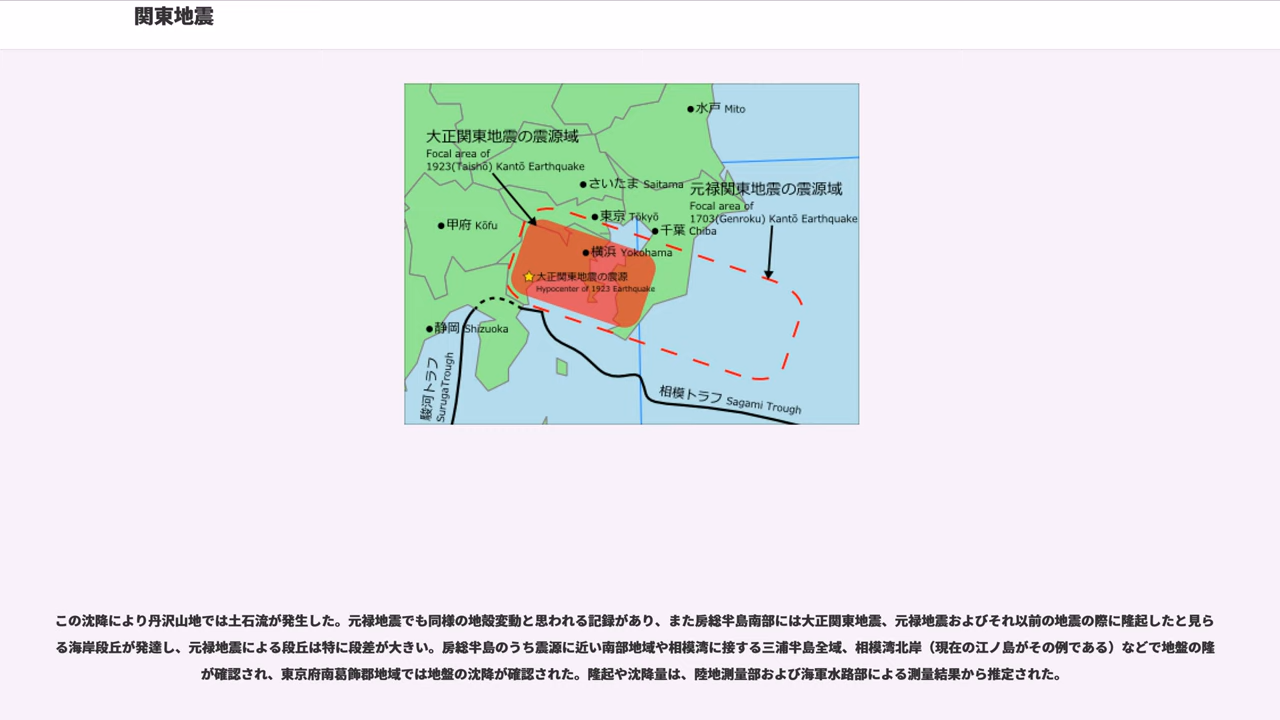 関東地震
水戸 Mito
大正関東地震の震源域
Focal area of
1923(Taishō) Kantō Earthquake
さいたま Saitama
元禄関東地震の震源域
Focal area of
1703(Genroku) Kantō Earthquake
東京 Tōkyō
甲府 Kōfu
千葉 Chiba
横浜 Yokohama
大正関東地震の震源
Hypocenter of 1923 Earthquake
静岡 Shizuoka
駿河トラフ
SurugaTrough
相模トラフ Sagami Trough
この沈降により丹沢山地では土石流が発生した。元禄地震でも同様の地殻変動と思われる記録があり、また房総半島南部には大正関東地震、元禄地震およびそれ以前の地震の際に隆起したと見ら
る海岸段丘が発達し、元禄地震による段丘は特に段差が大きい。房総半島のうち震源に近い南部地域や相模湾に接する三浦半島全域、相模湾北岸（現在の江ノ島がその例である）などで地盤の隆
が確認され、東京府南葛飾郡地域では地盤の沈降が確認された。隆起や沈降量は、陸地測量部および海軍水路部による測量結果から推定された。